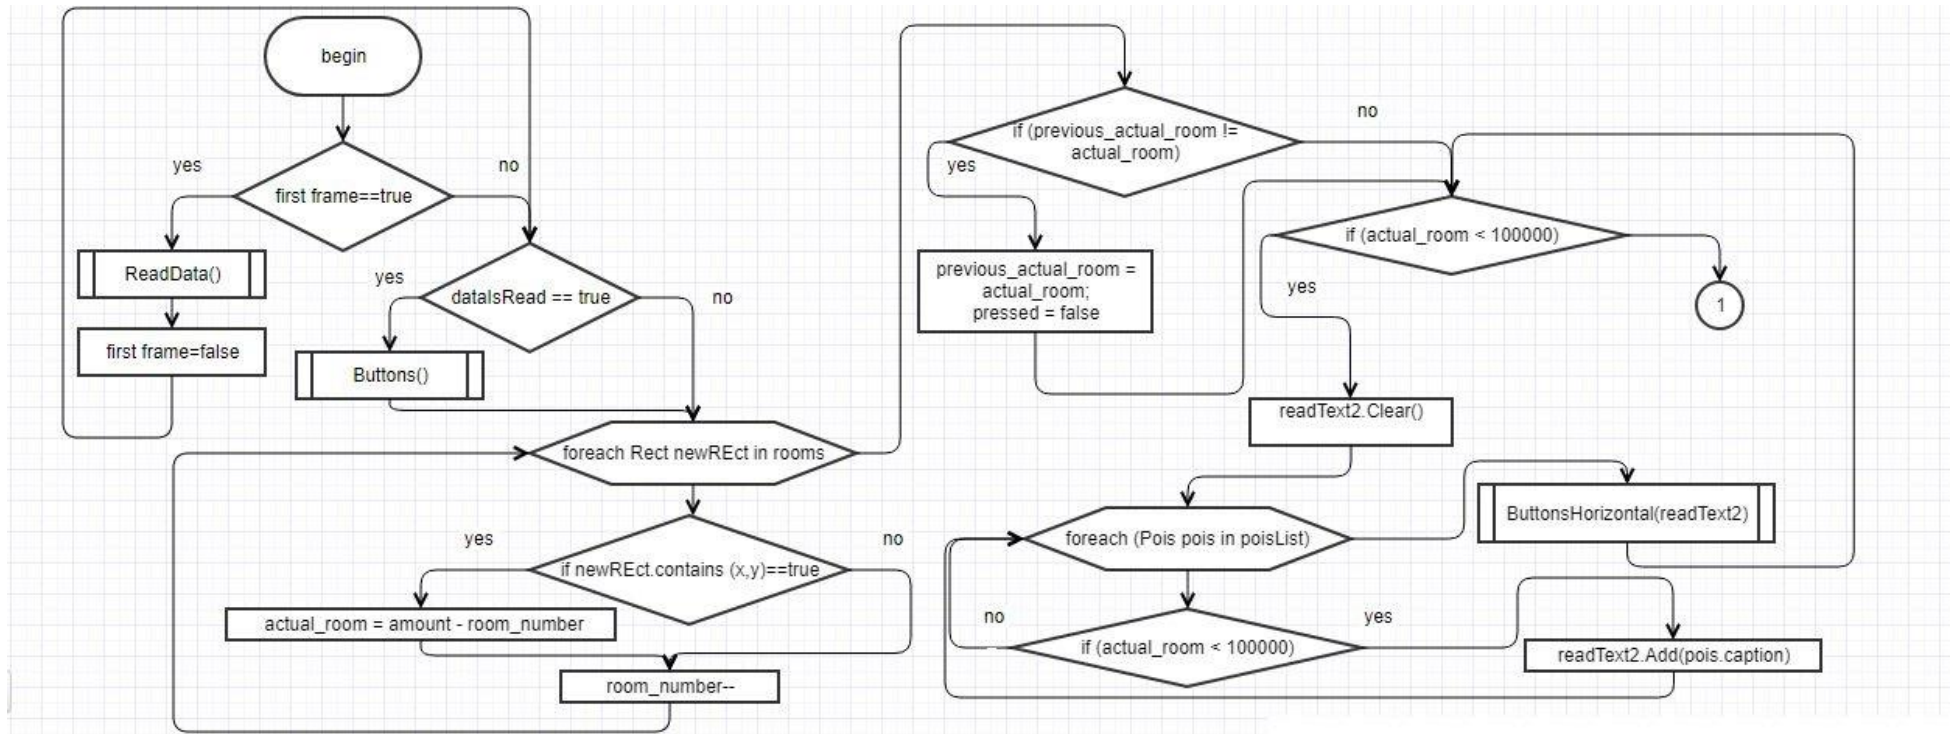 begin
yes
no
first frame==true
ReadData()
first frame=false
yes
no
dataIsRead == true
Buttons()
foreach Rect newREct in rooms
yes
no
if newREct.contains (x,y)==true
actual_room = amount - room_number
room_number--
if (previous_actual_room !=
actual_room)
no
yes
previous_actual_room =
actual_room;
pressed = false
if (actual_room < 100000)
yes
1
readText2.Clear()
foreach (Pois pois in poisList)
ButtonsHorizontal(readText2)
no
yes
if (actual_room < 100000)
readText2.Add(pois.caption)